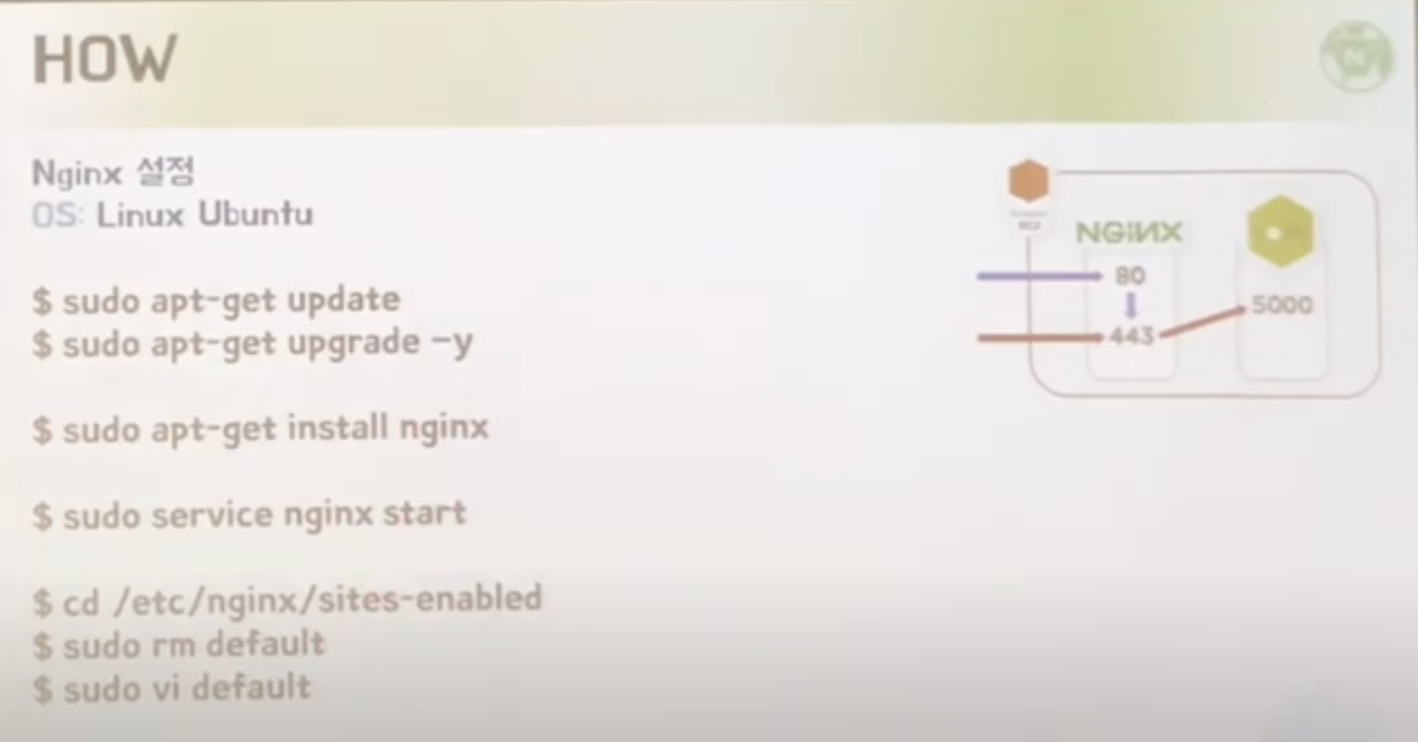 HOW
N
Nginx 설정
OS: Linux Ubuntu
$ sudo apt-get update
$ sudo apt-get upgrade –y
$ sudo apt-get install nginx
$ sudo service nginx start
$ cd /etc/nginx/sites-enabled
$ sudo rm default
$ sudo vi default
EC2
NGiNX
80
443
5000